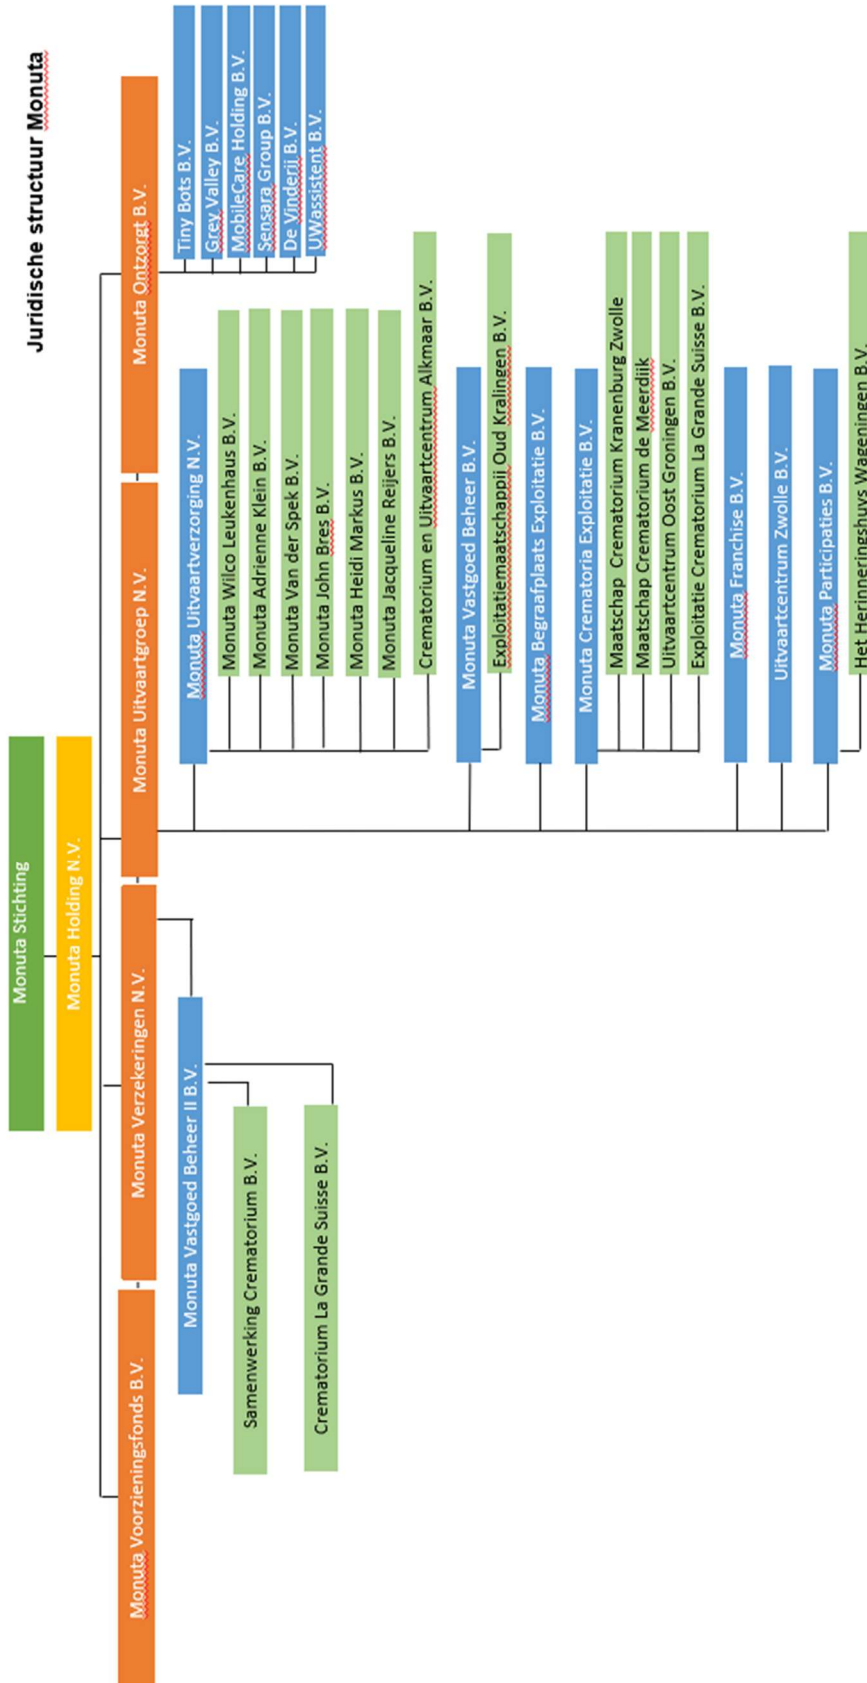 Juridische structuur Monuta
Monuta Stichting
Monuta Holding N.V.
Monuta Voorzieningsfonds B.V.
Monuta Verzekeringen N.V.
Monuta Uitvaartgroep N.V.
Monuta Ontzorgt B.V.
Monuta Vastgoed Beheer II B.V.
Samenwerking Crematorium B.V.
Crematorium La Grande Suisse B.V.
Monuta Uitvaartverzorging N.V.
Monuta Wilco Leukenhaus B.V.
Monuta Adrienne Klein B.V.
Monuta Van der Spek B.V.
Monuta John Bres B.V.
Monuta Heidi Markus B.V.
Monuta Jacqueline Reijers B.V.
Crematorium en Uitvaartcentrum Alkmaar B.V.
Monuta Vastgoed Beheer B.V.
Exploitatiemaatschappij Oud Kralingen B.V.
Monuta Begraafplaats Exploitatie B.V.
Monuta Crematoria Exploitatie B.V.
Maatschap Crematorium Kranenburg Zwolle
Maatschap Crematorium de Meerdijk
Uitvaartcentrum Oost Groningen B.V.
Exploitatie Crematorium La Grande Suisse B.V.
Monuta Franchise B.V.
Uitvaartcentrum Zwolle B.V.
Monuta Participaties B.V.
Het Herinneringshuys Wageningen B.V.
Tiny Bots B.V.
Grey Valley B.V.
MobileCare Holding B.V.
Sensara Group B.V.
De Vinderij B.V.
UWassistent B.V.